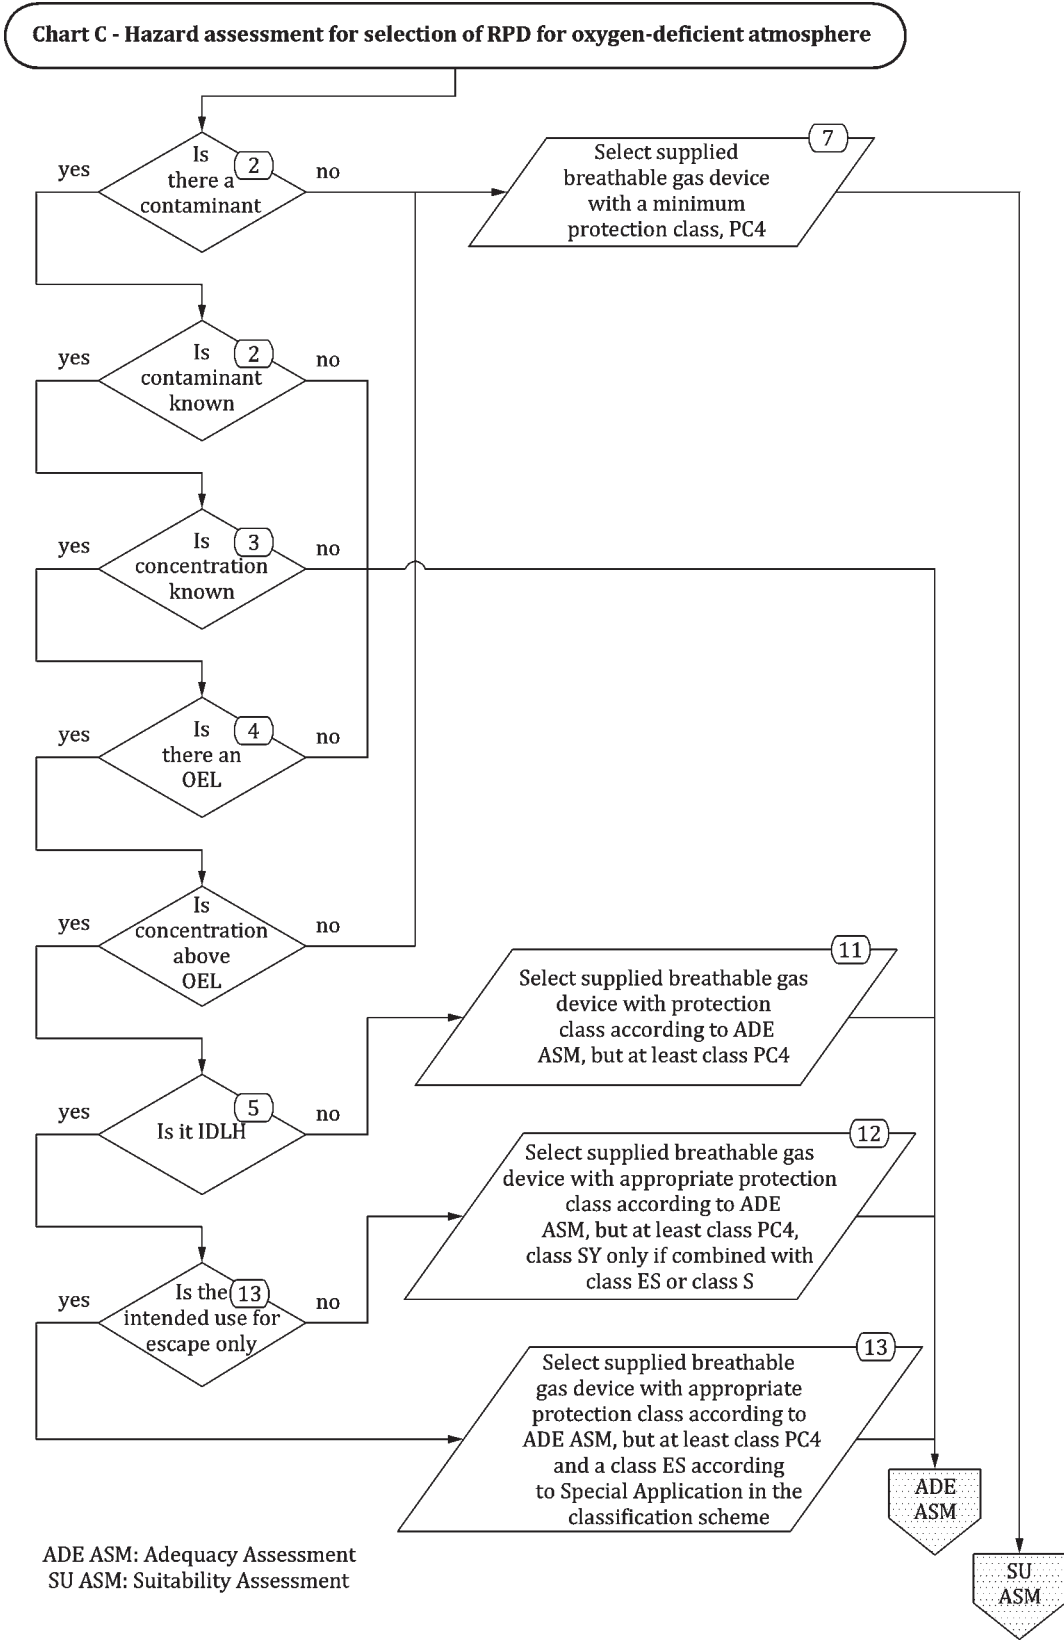 Chart C - Hazard assessment for selection of RPD for oxygen-deficient atmosphere
yes
Is
there a
contaminant
2
no
7
Select supplied
breathable gas device
with a minimum
protection class, PC4
yes
Is
contaminant
known
2
no
yes
Is
concentration
known
3
no
yes
Is
there an
OEL
4
no
yes
Is
concentration
above
OEL
no
11
Select supplied breathable gas
device with protection
class according to ADE
ASM, but at least class PC4
yes
Is it IDLH
5
no
12
Select supplied breathable gas
device with appropriate protection
class according to ADE
ASM, but at least class PC4,
class SY only if combined with
class ES or class S
yes
Is the
intended use for
escape only
13
no
13
Select supplied breathable
gas device with appropriate
protection class according to
ADE ASM, but at least class PC4
and a class ES according
to Special Application in the
classification scheme
ADE
ASM
SU
ASM
ADE ASM: Adequacy Assessment
SU ASM: Suitability Assessment